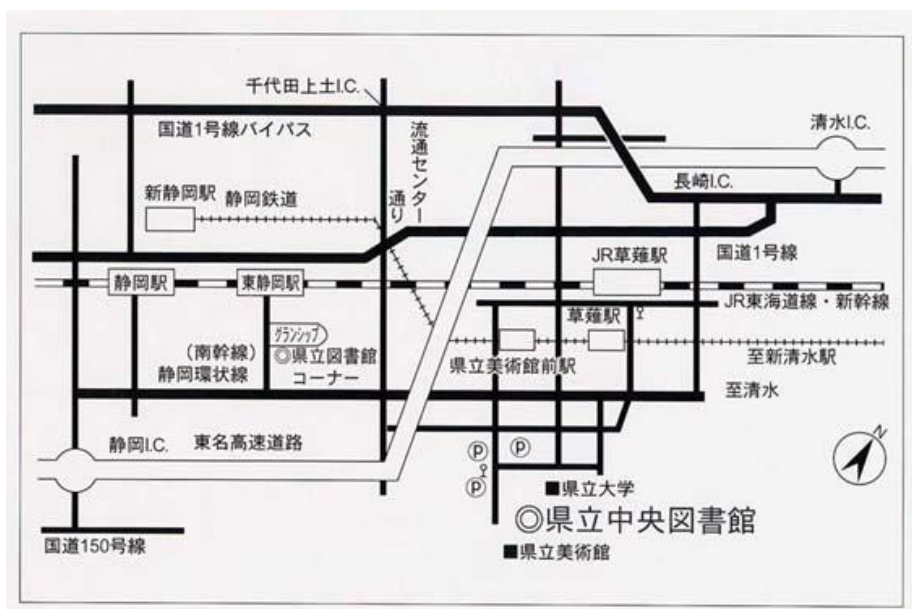 千代田上土I.C.
国道1号線バイパス
清水I.C.
流通センター
通り
長崎I.C.
新静岡駅
静岡鉄道
国道1号線
JR草薙駅
静岡駅
東静岡駅
JR東海道線・新幹線
グランシップ
草薙駅
(南幹線)
◎県立図書館
静岡環状線
コーナー
県立美術館前駅
至新清水駅
至清水
静岡I.C.
東名高速道路
P
P
P
N
■県立大学
◎県立中央図書館
■県立美術館
国道150号線